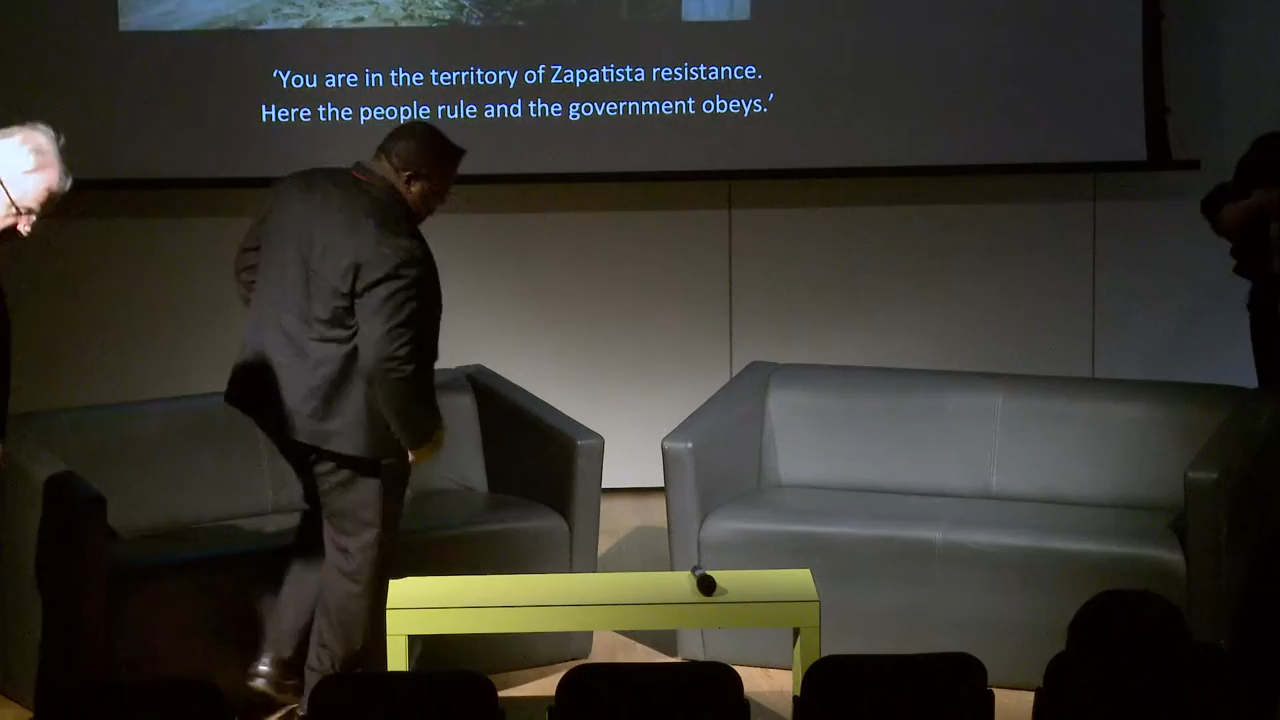 ‘You are in the territory of Zapatista resistance.
Here the people rule and the government obeys.’